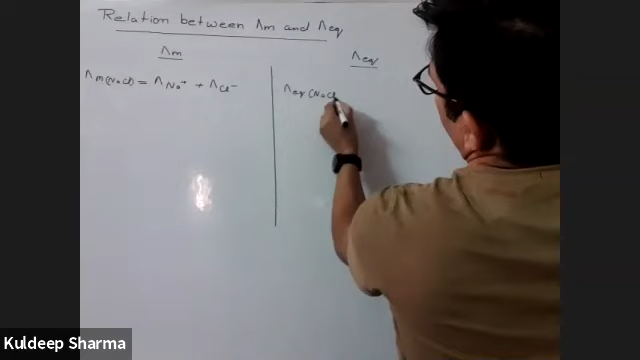 Relation between Λm and Λeq
Λm
Λeq
Λm(NaCl) = ΛNa⁺ + ΛCl⁻
Λeq(NaCl
Kuldeep Sharma